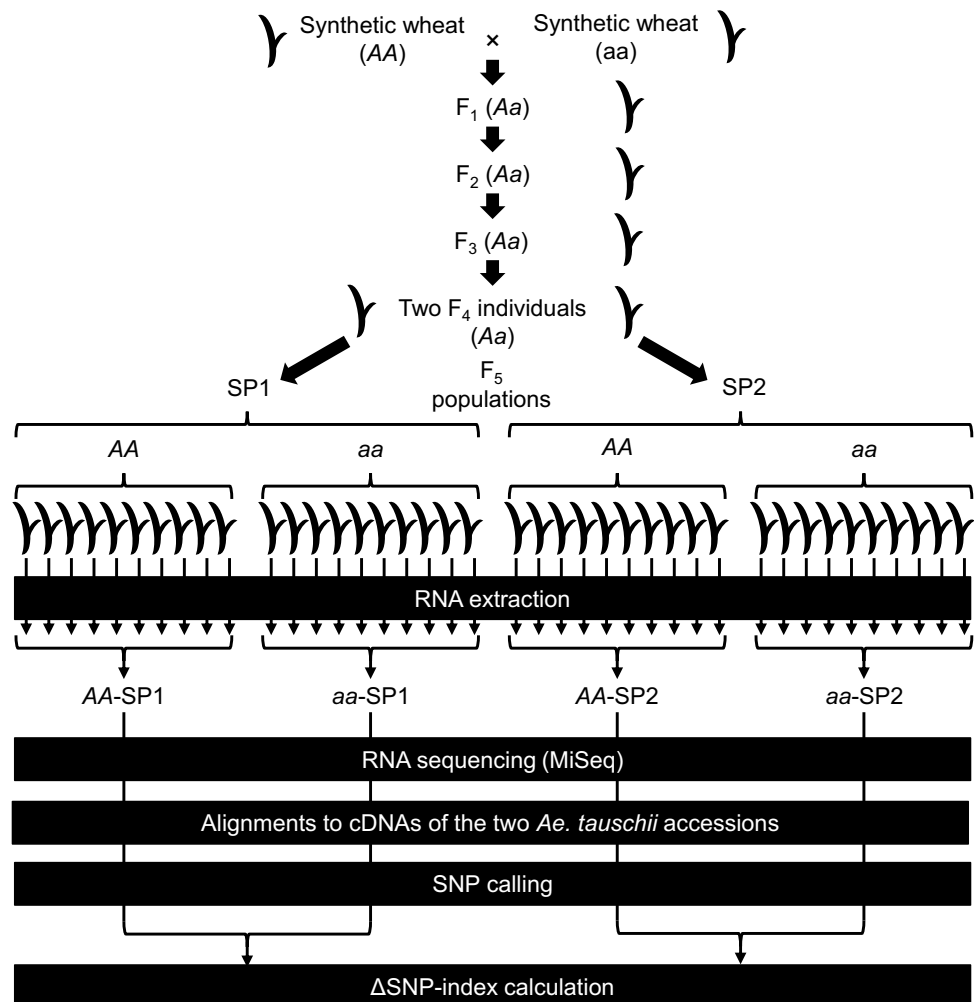 Synthetic wheat × Synthetic wheat
(AA) (aa)
F₁ (Aa)
F₂ (Aa)
F₃ (Aa)
Two F₄ individuals
(Aa)
F₅
populations
SP1 SP2
AA aa AA aa
RNA extraction
AA-SP1 aa-SP1 AA-SP2 aa-SP2
RNA sequencing (MiSeq)
Alignments to cDNAs of the two Ae. tauschii accessions
SNP calling
ΔSNP-index calculation